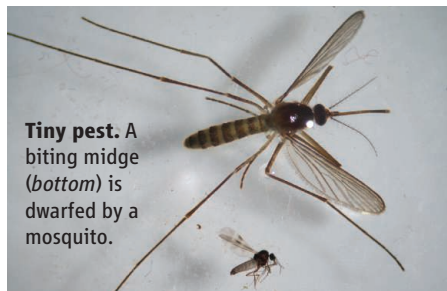 Tiny pest. A
biting midge
(bottom) is
dwarfed by a
mosquito.